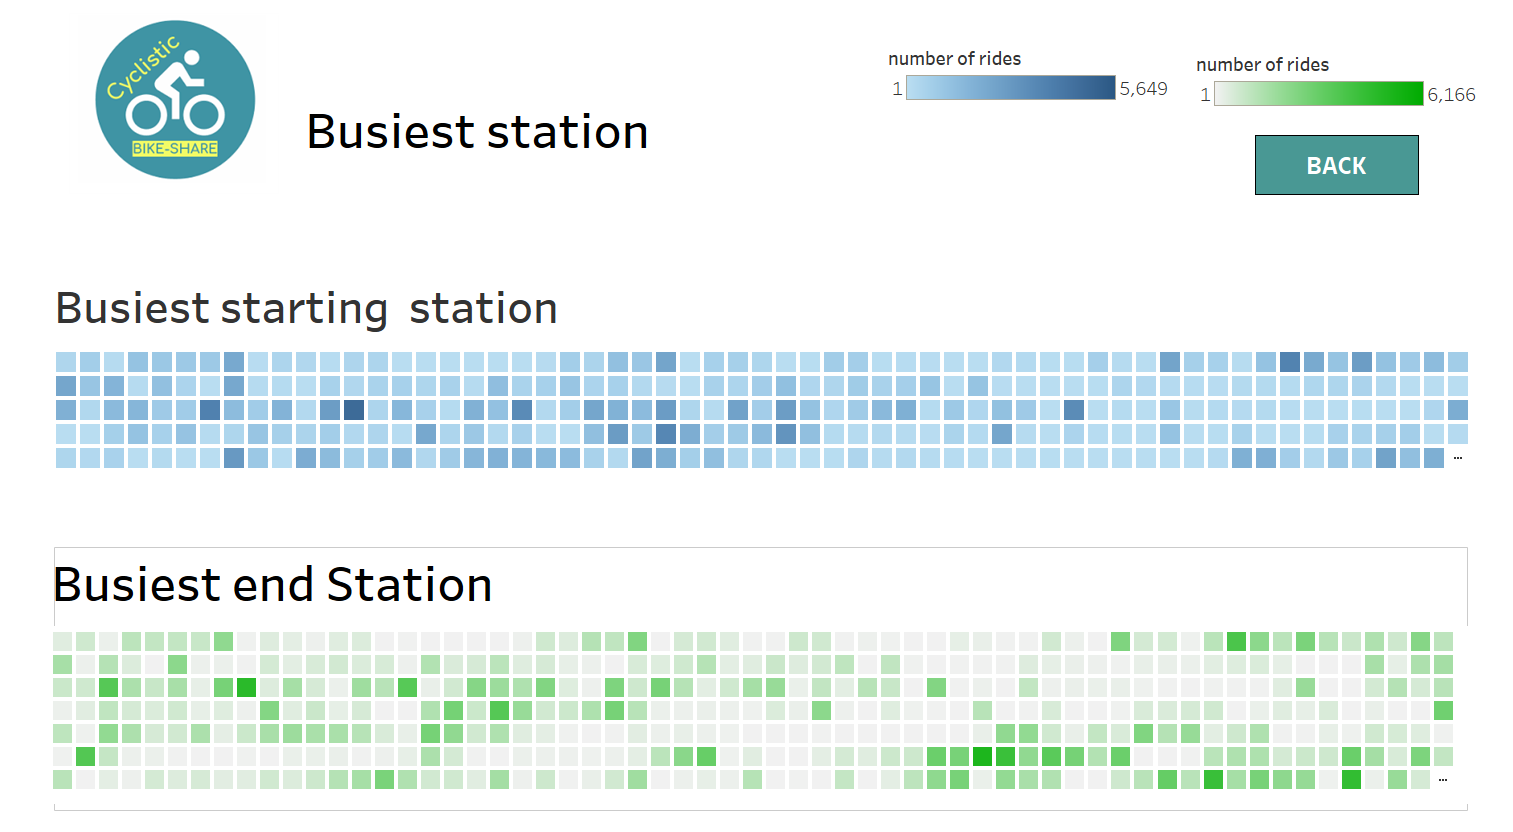 Cyclistic
BIKE-SHARE
Busiest station
number of rides
1 5,649
number of rides
1 6,166
BACK
Busiest starting  station
...
Busiest end Station
...